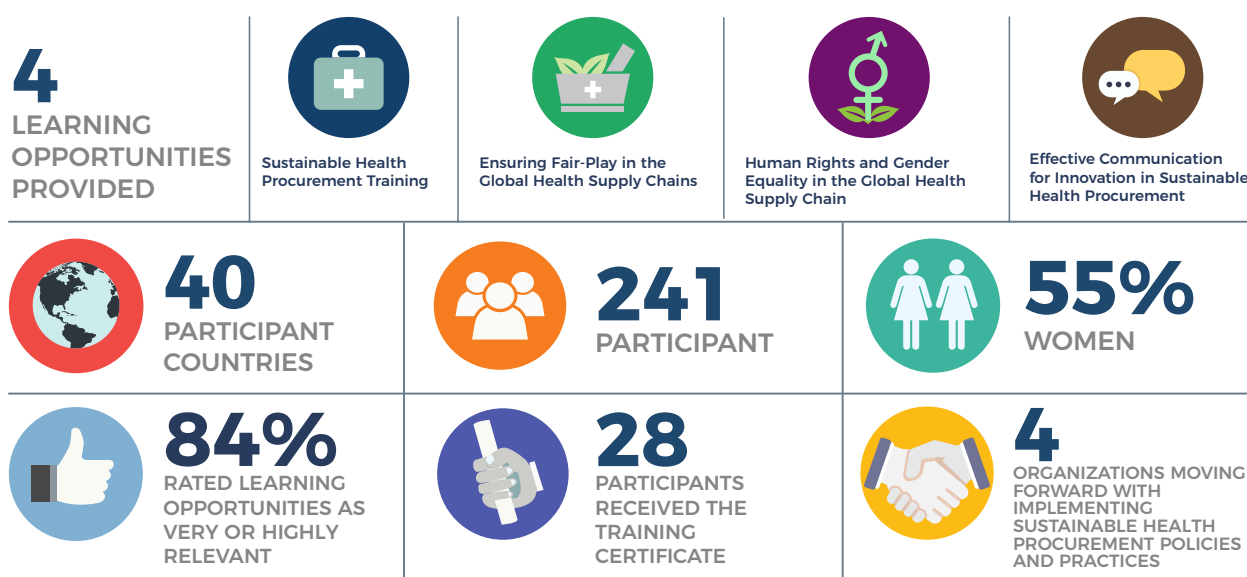 4
LEARNING
OPPORTUNITIES
PROVIDED
Sustainable Health
Procurement Training
Ensuring Fair-Play in the
Global Health Supply Chains
Human Rights and Gender
Equality in the Global Health
Supply Chain
Effective Communication
for Innovation in Sustainable
Health Procurement
40
PARTICIPANT
COUNTRIES
241
PARTICIPANT
55%
WOMEN
84%
RATED LEARNING
OPPORTUNITIES AS
VERY OR HIGHLY
RELEVANT
28
PARTICIPANTS
RECEIVED THE
TRAINING
CERTIFICATE
4
ORGANIZATIONS MOVING
FORWARD WITH
IMPLEMENTING
SUSTAINABLE HEALTH
PROCUREMENT POLICIES
AND PRACTICES